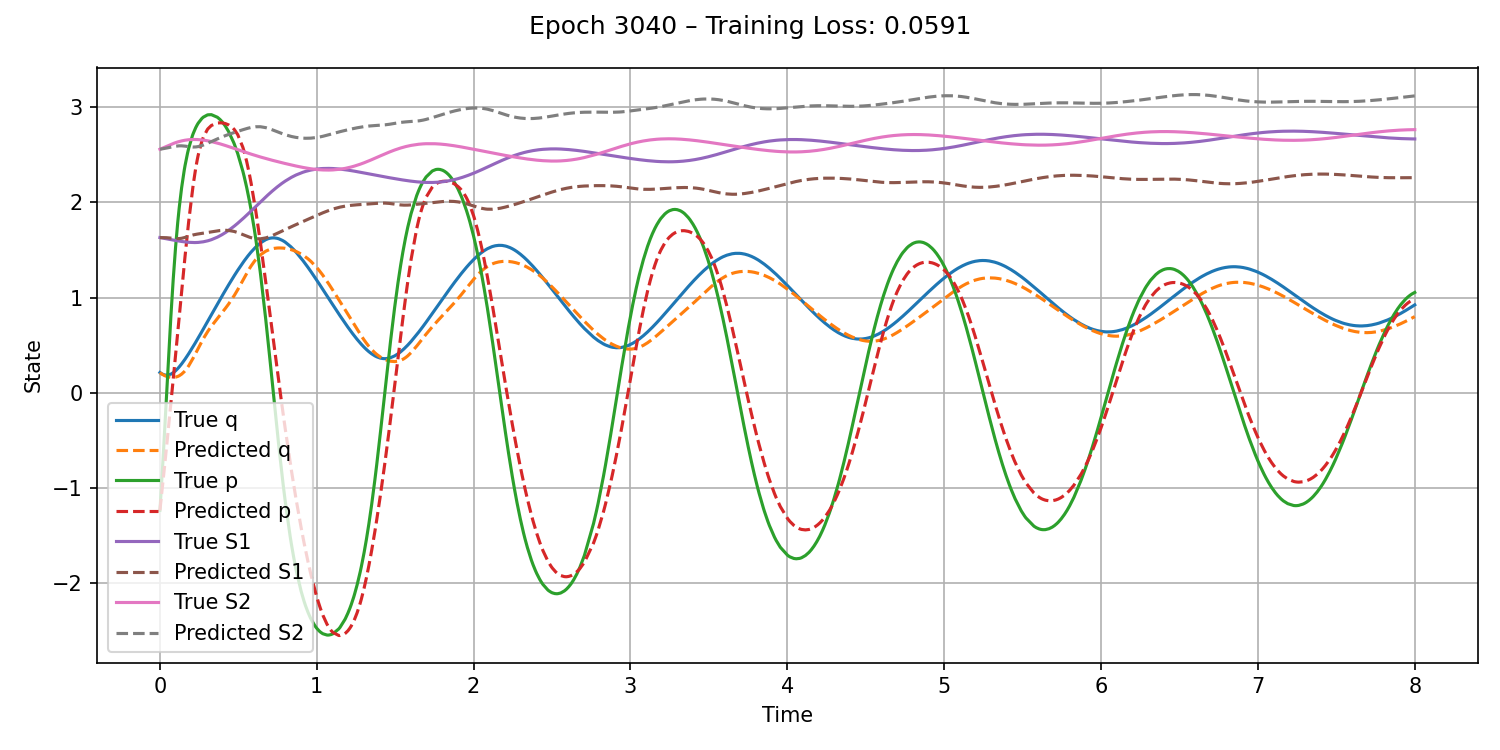 Epoch 3040 – Training Loss: 0.0591
3
2
1
0
−1
−2
State
True q
Predicted q
True p
Predicted p
True S1
Predicted S1
True S2
Predicted S2
0 1 2 3 4 5 6 7 8
Time